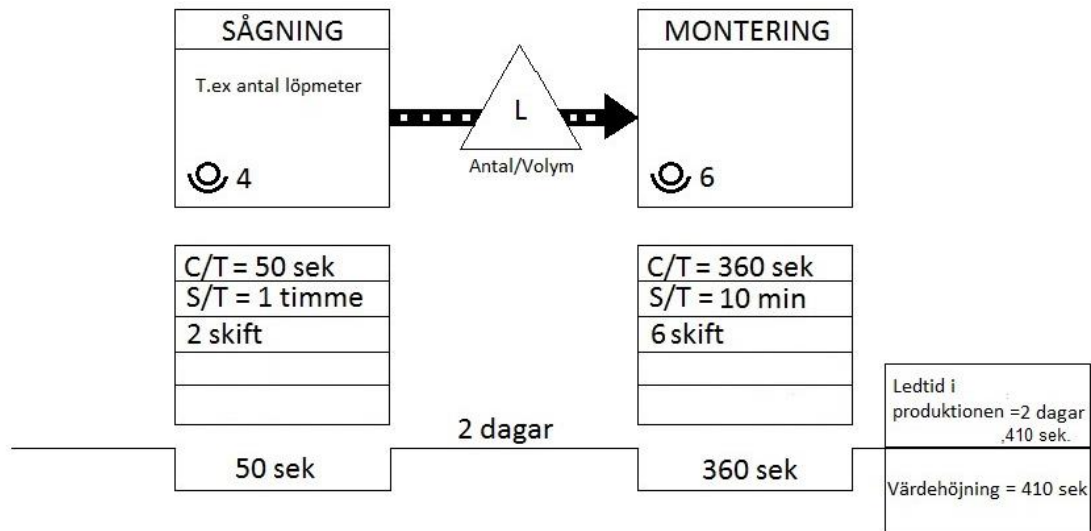 SÅGNING
T.ex antal löpmeter
4
L
Antal/Volym
MONTERING
6
C/T = 50 sek
S/T = 1 timme
2 skift
C/T = 360 sek
S/T = 10 min
6 skift
2 dagar
50 sek
360 sek
Ledtid i
produktionen =2 dagar
,410 sek.
Värdehöjning = 410 sek